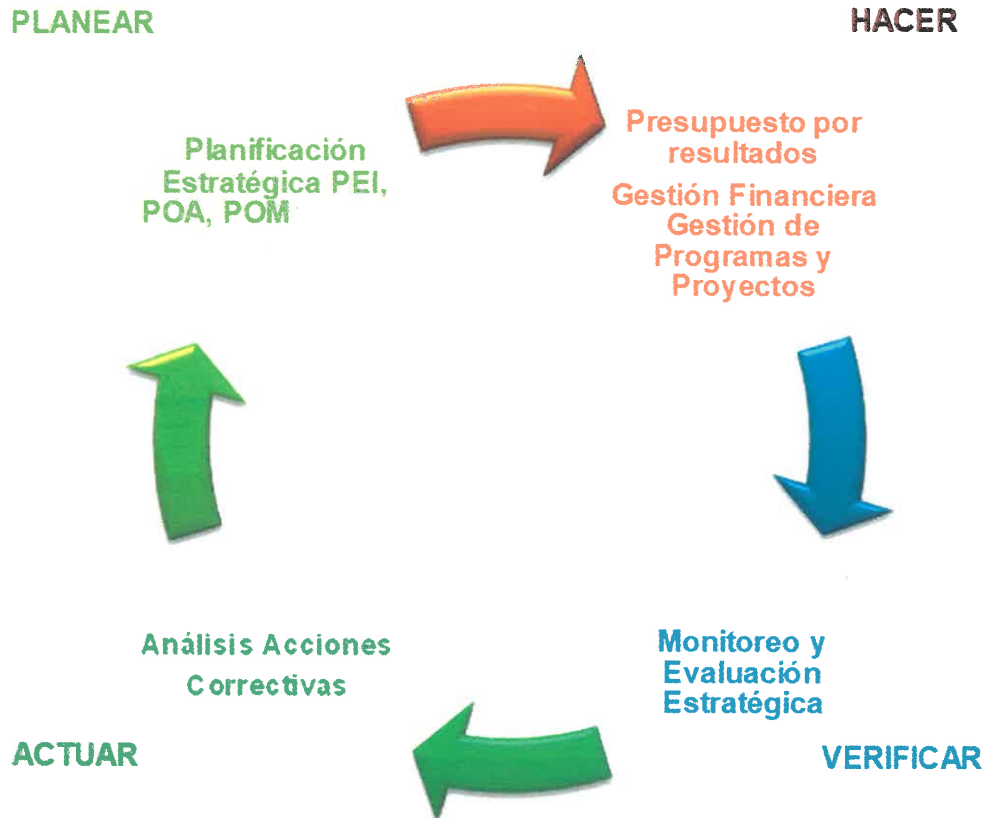 PLANEAR
HACER
Planificación
Estratégica PEI,
POA, POM
Presupuesto por
resultados
Gestión Financiera
Gestión de
Programas y
Proyectos
Análisis Acciones
Correctivas
Monitoreo y
Evaluación
Estratégica
ACTUAR
VERIFICAR